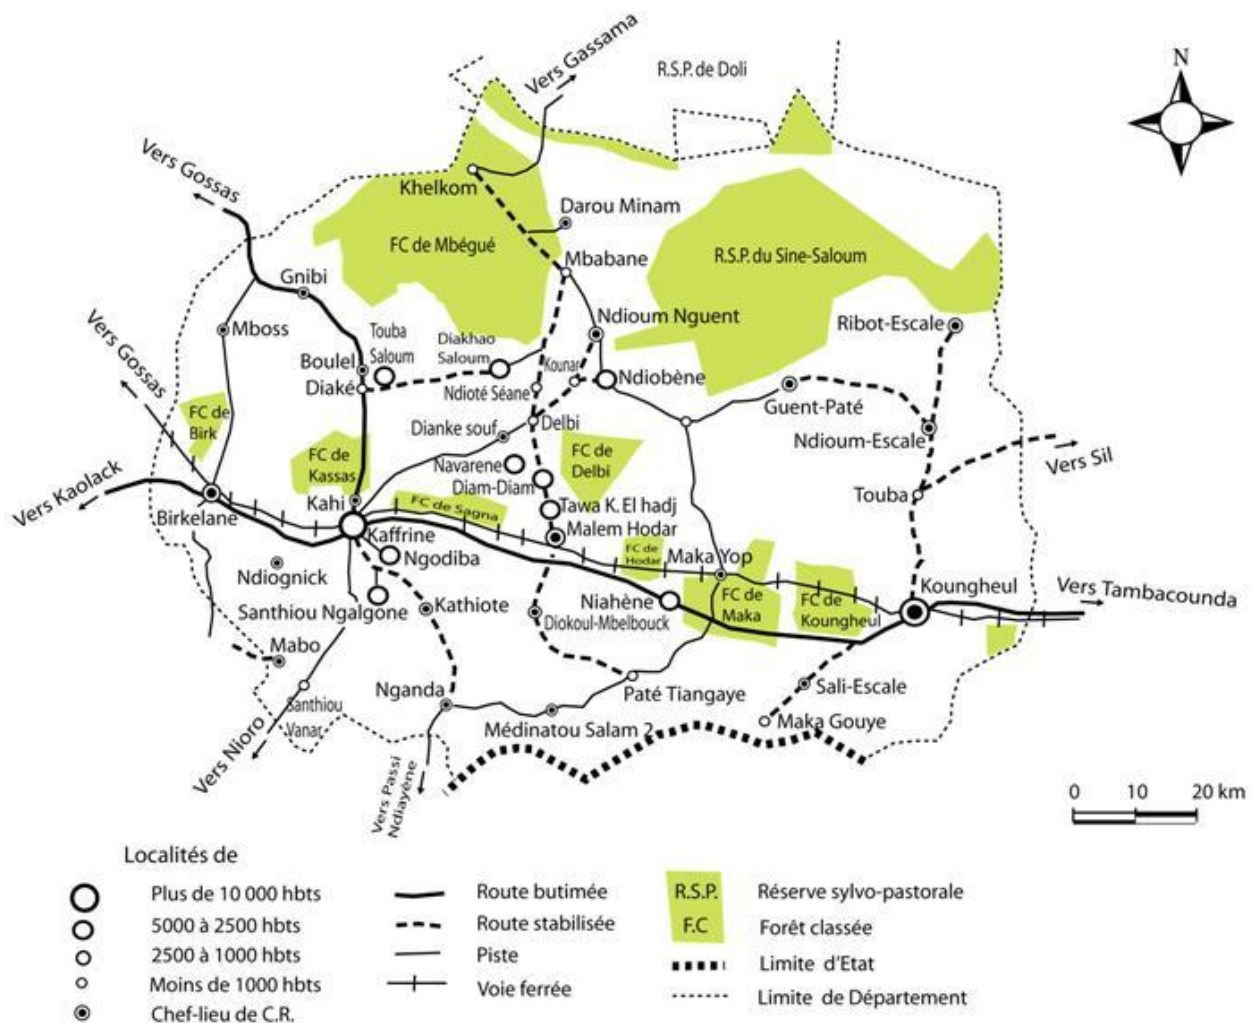 Vers Gassama
R.S.P. de Doli
N
Vers Gossas
Khelkom
Darou Minam
FC de Mbégué
R.S.P. du Sine-Saloum
Mbabane
Gnibi
Vers Gossas
Mboss
Touba
Saloum
Diakhao
Saloum
Ndioum Nguent
Ribot-Escale
Boulel
Diaké
Kounar
Ndioté Séane
Ndiobène
Guent-Paté
FC de
Birk
Dianke souf
Delbi
Ndioum-Escale
FC de
Kassas
Navarene
Diam-Diam
FC de
Delbi
Vers Sil
Vers Kaolack
Touba
Kahi
FC de Sagna
Tawa K. El hadj
Birkelane
Kaffrine
Malem Hodar
Ngodiba
FC de
Hodar
Maka Yop
Ndiognick
Koungheul
Vers Tambacounda
Santhiou Ngalgone
Kathiote
Niahène
FC de
Maka
FC de
Koungheul
Diokoul-Mbelbouck
Mabo
Nganda
Paté Tiangaye
Sali-Escale
Santhiou
Vanar
Médinatou Salam 2
Maka Gouye
Vers Nioro
Vers Passi
Ndiayène
0 10 20 km
Localités de
Plus de 10 000 hbts
5000 à 2500 hbts
2500 à 1000 hbts
Moins de 1000 hbts
Chef-lieu de C.R.
Route butimée
Route stabilisée
Piste
Voie ferrée
R.S.P. Réserve sylvo-pastorale
F.C Forêt classée
Limite d'Etat
Limite de Département